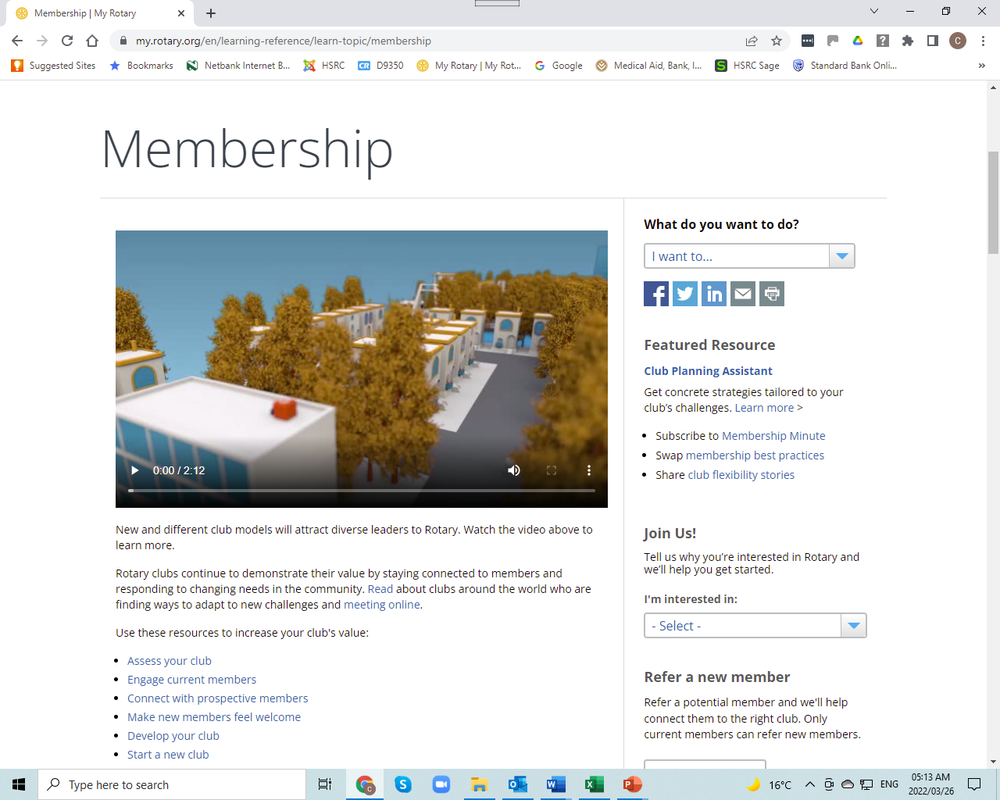 Membership | My Rotary
my.rotary.org/en/learning-reference/learn-topic/membership
Suggested Sites Bookmarks Netbank Internet B... HSRC D9350 My Rotary | My Rot... Google Medical Aid, Bank, I... HSRC Sage Standard Bank Onli... »
Membership
0:00 / 2:12
New and different club models will attract diverse leaders to Rotary. Watch the video above to
learn more.
Rotary clubs continue to demonstrate their value by staying connected to members and
responding to changing needs in the community. Read about clubs around the world who are
finding ways to adapt to new challenges and meeting online.
Use these resources to increase your club's value:
Assess your club
Engage current members
Connect with prospective members
Make new members feel welcome
Develop your club
Start a new club
What do you want to do?
I want to...
Featured Resource
Club Planning Assistant
Get concrete strategies tailored to your
club’s challenges. Learn more >
Subscribe to Membership Minute
Swap membership best practices
Share club flexibility stories
Join Us!
Tell us why you’re interested in Rotary and
we’ll help you get started.
I'm interested in:
- Select -
Refer a new member
Refer a potential member and we'll help
connect them to the right club. Only
current members can refer new members.
Type here to search
16°C
ENG
05:13 AM
2022/03/26